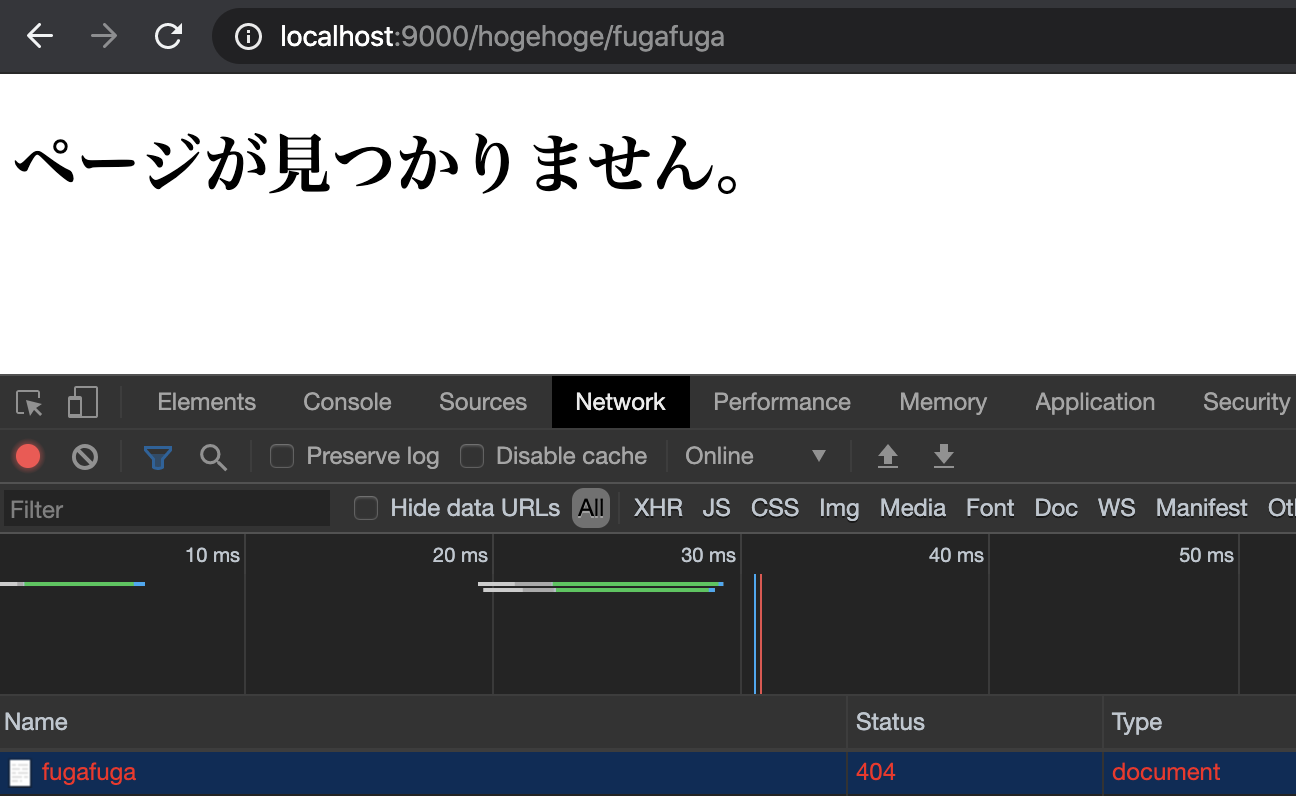 localhost:9000/hogehoge/fugafuga
ページが見つかりません。
Elements Console Sources Network Performance Memory Application Security
Preserve log Disable cache Online
Filter Hide data URLs All XHR JS CSS Img Media Font Doc WS Manifest Ot
10 ms 20 ms 30 ms 40 ms 50 ms
Name Status Type
fugafuga 404 document